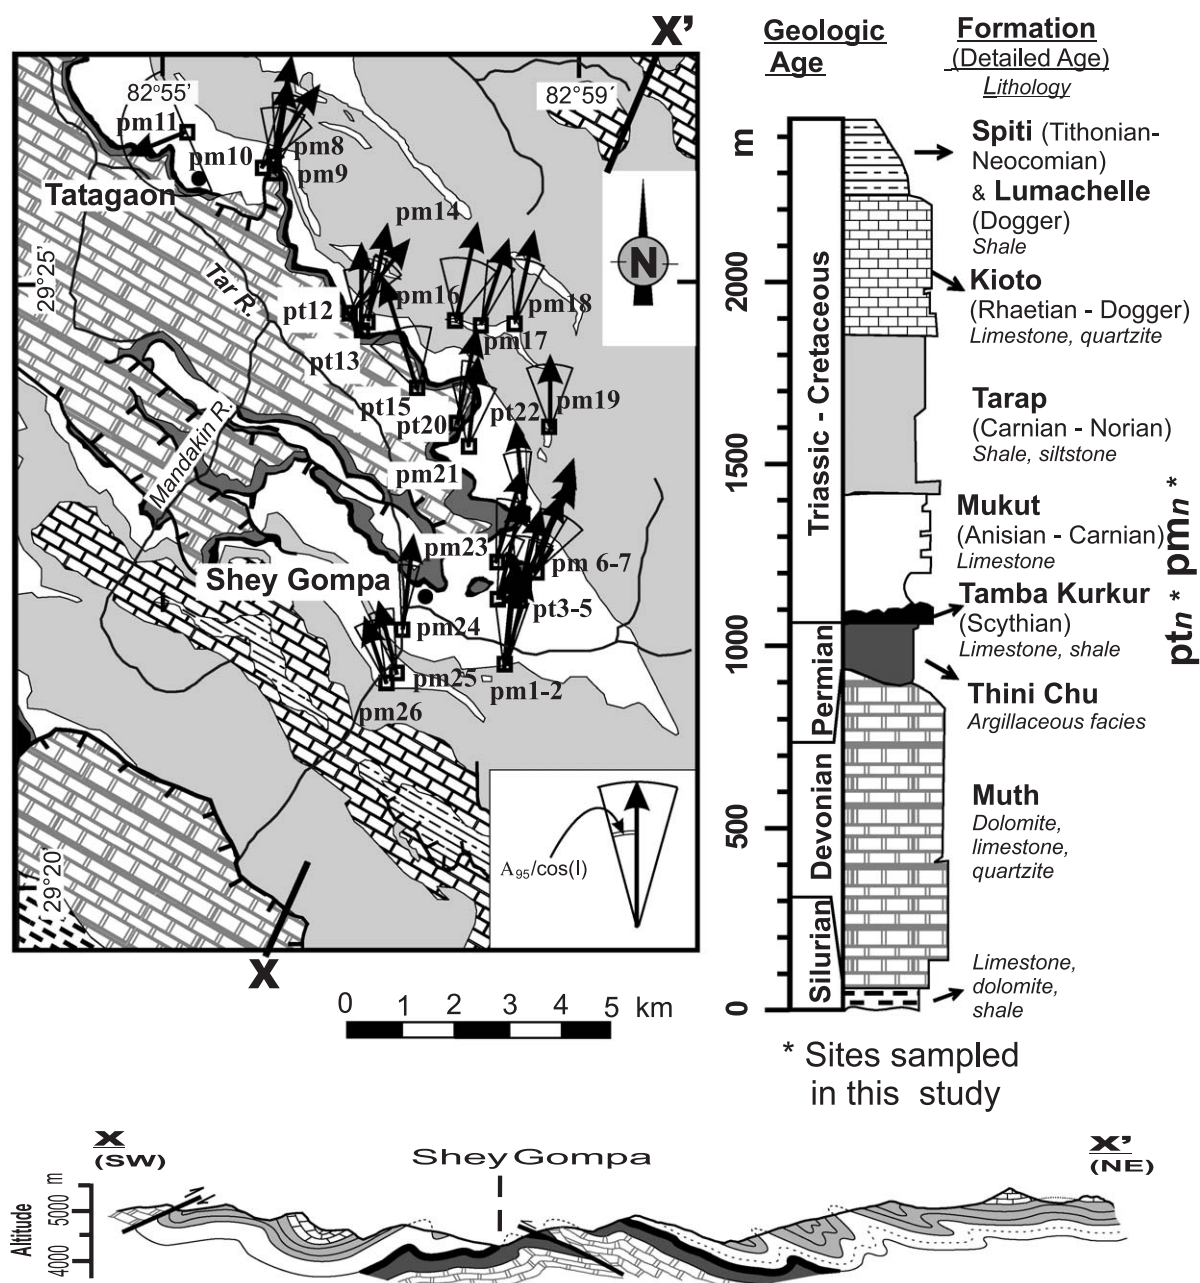 X'
82°55'
82°59'
pm11
pm8
pm10
pm9
Tatagaon
pm14
N
29°25'
Tar R.
pt12
pm16
pm18
pm17
pt13
pt15
pt22
pm19
pt20
Mandakin R.
pm21
pm23
pm 6-7
Shey Gompa
pt3-5
pm24
pm25
pm1-2
pm26
29°20'
A95/cos(I)
X
0 1 2 3 4 5 km
Geologic
Age
Formation
(Detailed Age)
Lithology
m
2000
1500
1000
500
0
Triassic - Cretaceous
Permian
Devonian
Silurian
Spiti (Tithonian-
Neocomian)
& Lumachelle
(Dogger)
Shale
Kioto
(Rhaetian - Dogger)
Limestone, quartzite
Tarap
(Carnian - Norian)
Shale, siltstone
Mukut
(Anisian - Carnian)
Limestone
Tamba Kurkur
(Scythian)
Limestone, shale
Thini Chu
Argillaceous facies
Muth
Dolomite,
limestone,
quartzite
Limestone,
dolomite,
shale
ptn * pmn *
* Sites sampled
in this study
X
(SW)
Shey Gompa
X'
(NE)
Altitude
5000 m
4000